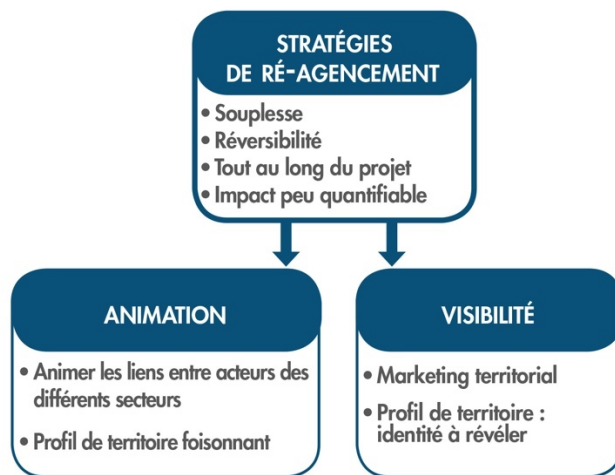 STRATÉGIES
DE RÉ-AGENCEMENT
• Souplesse
• Réversibilité
• Tout au long du projet
• Impact peu quantifiable
ANIMATION
• Animer les liens entre acteurs des
différents secteurs
• Profil de territoire foisonnant
VISIBILITÉ
• Marketing territorial
• Profil de territoire :
identité à révéler